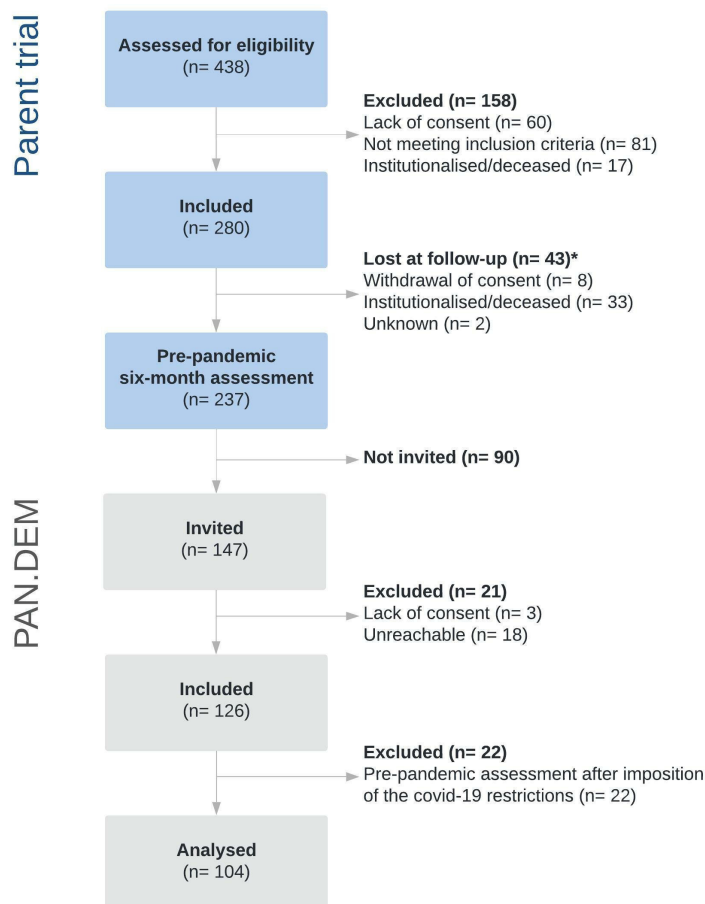 Parent trial
Assessed for eligibility
(n= 438)
Excluded (n= 158)
Lack of consent (n= 60)
Not meeting inclusion criteria (n= 81)
Institutionalised/deceased (n= 17)
Included
(n= 280)
Lost at follow-up (n= 43)*
Withdrawal of consent (n= 8)
Institutionalised/deceased (n= 33)
Unknown (n= 2)
Pre-pandemic
six-month assessment
(n= 237)
Not invited (n= 90)
PAN.DEM
Invited
(n= 147)
Excluded (n= 21)
Lack of consent (n= 3)
Unreachable (n= 18)
Included
(n= 126)
Excluded (n= 22)
Pre-pandemic assessment after imposition
of the covid-19 restrictions (n= 22)
Analysed
(n= 104)